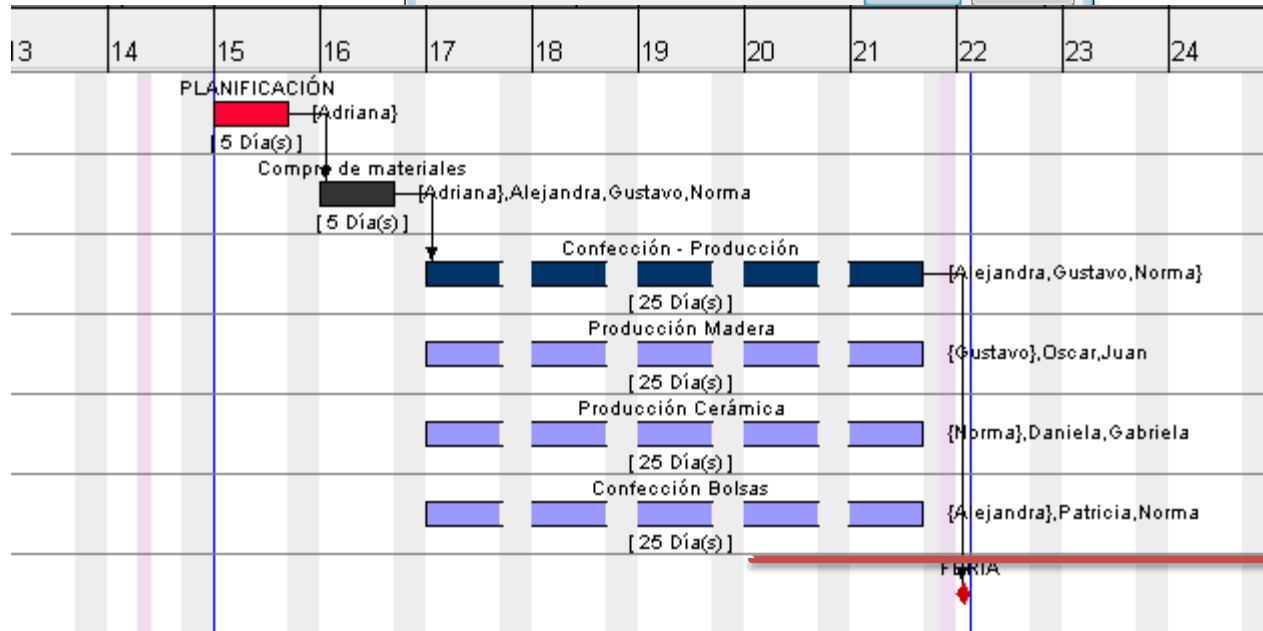 13 14 15 16 17 18 19 20 21 22 23 24
PLANIFICACIÓN
{Adriana}
[ 5 Día(s) ]
Compra de materiales
{Adriana},Alejandra,Gustavo,Norma
[ 5 Día(s) ]
Confección - Producción
{Alejandra,Gustavo,Norma}
[ 25 Día(s) ]
Producción Madera
{Gustavo},Oscar,Juan
[ 25 Día(s) ]
Producción Cerámica
{Norma},Daniela,Gabriela
[ 25 Día(s) ]
Confección Bolsas
{Alejandra},Patricia,Norma
[ 25 Día(s) ]
FERIA